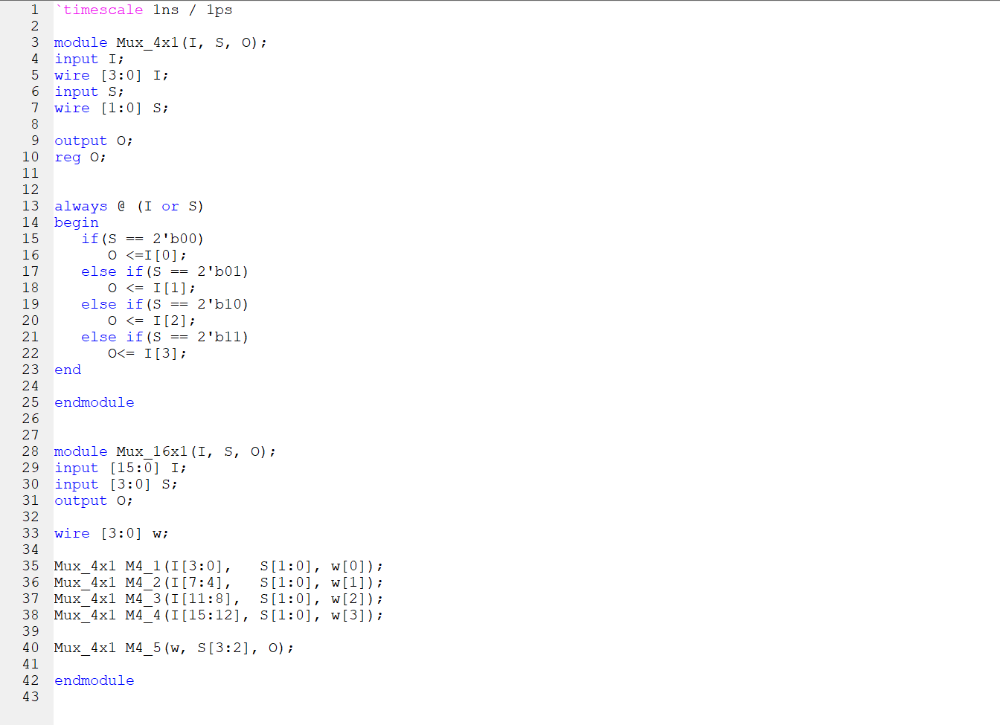 1 `timescale 1ns / 1ps
2
3 module Mux_4x1(I, S, O);
4 input I;
5 wire [3:0] I;
6 input S;
7 wire [1:0] S;
8
9 output O;
10 reg O;
11
12
13 always @ (I or S)
14 begin
15    if(S == 2'b00)
16       O <=I[0];
17    else if(S == 2'b01)
18       O <= I[1];
19    else if(S == 2'b10)
20       O <= I[2];
21    else if(S == 2'b11)
22       O<= I[3];
23 end
24
25 endmodule
26
27
28 module Mux_16x1(I, S, O);
29 input [15:0] I;
30 input [3:0] S;
31 output O;
32
33 wire [3:0] w;
34
35 Mux_4x1 M4_1(I[3:0],   S[1:0], w[0]);
36 Mux_4x1 M4_2(I[7:4],   S[1:0], w[1]);
37 Mux_4x1 M4_3(I[11:8],  S[1:0], w[2]);
38 Mux_4x1 M4_4(I[15:12], S[1:0], w[3]);
39
40 Mux_4x1 M4_5(w, S[3:2], O);
41
42 endmodule
43